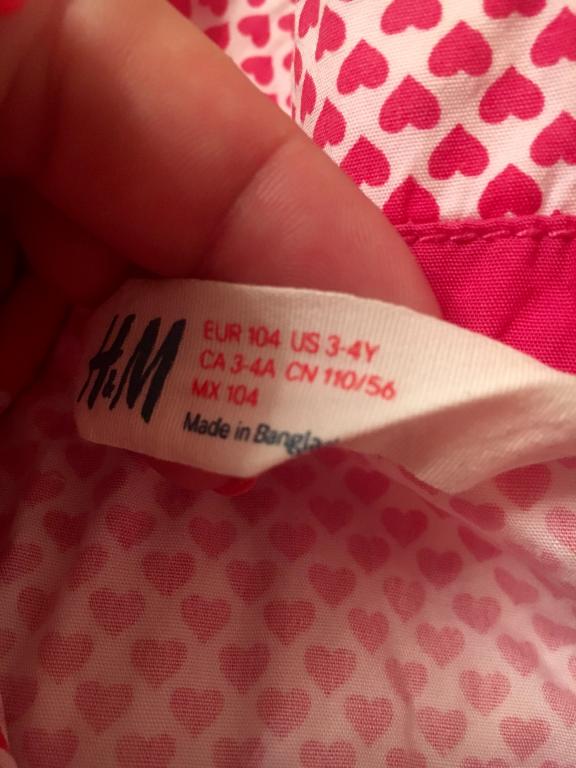 H&M
EUR 104 US 3-4Y
CA 3-4A CN 110/56
MX 104
Made in